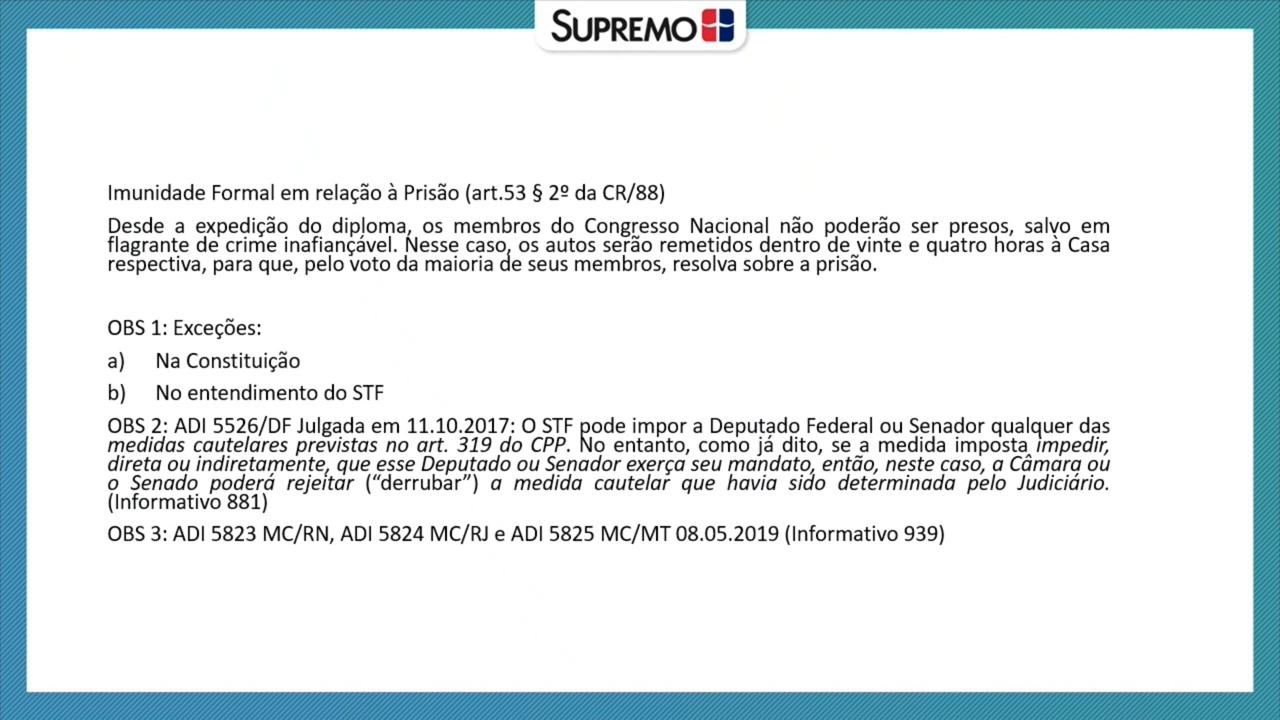 SUPREMO
Imunidade Formal em relação à Prisão (art.53 § 2º da CR/88)
Desde a expedição do diploma, os membros do Congresso Nacional não poderão ser presos, salvo em
flagrante de crime inafiançável. Nesse caso, os autos serão remetidos dentro de vinte e quatro horas à Casa
respectiva, para que, pelo voto da maioria de seus membros, resolva sobre a prisão.
OBS 1: Exceções:
a) Na Constituição
b) No entendimento do STF
OBS 2: ADI 5526/DF Julgada em 11.10.2017: O STF pode impor a Deputado Federal ou Senador qualquer das
medidas cautelares previstas no art. 319 do CPP. No entanto, como já dito, se a medida imposta impedir,
direta ou indiretamente, que esse Deputado ou Senador exerça seu mandato, então, neste caso, a Câmara ou
o Senado poderá rejeitar (“derrubar”) a medida cautelar que havia sido determinada pelo Judiciário.
(Informativo 881)
OBS 3: ADI 5823 MC/RN, ADI 5824 MC/RJ e ADI 5825 MC/MT 08.05.2019 (Informativo 939)